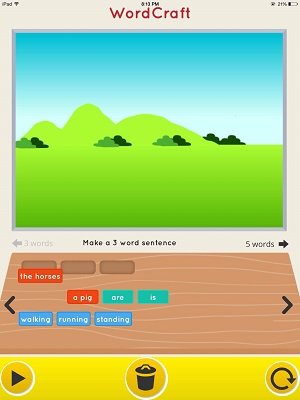 iPad 8:13 PM 21%
WordCraft
3 words Make a 3 word sentence 5 words
the horses
a pig are is
walking running standing